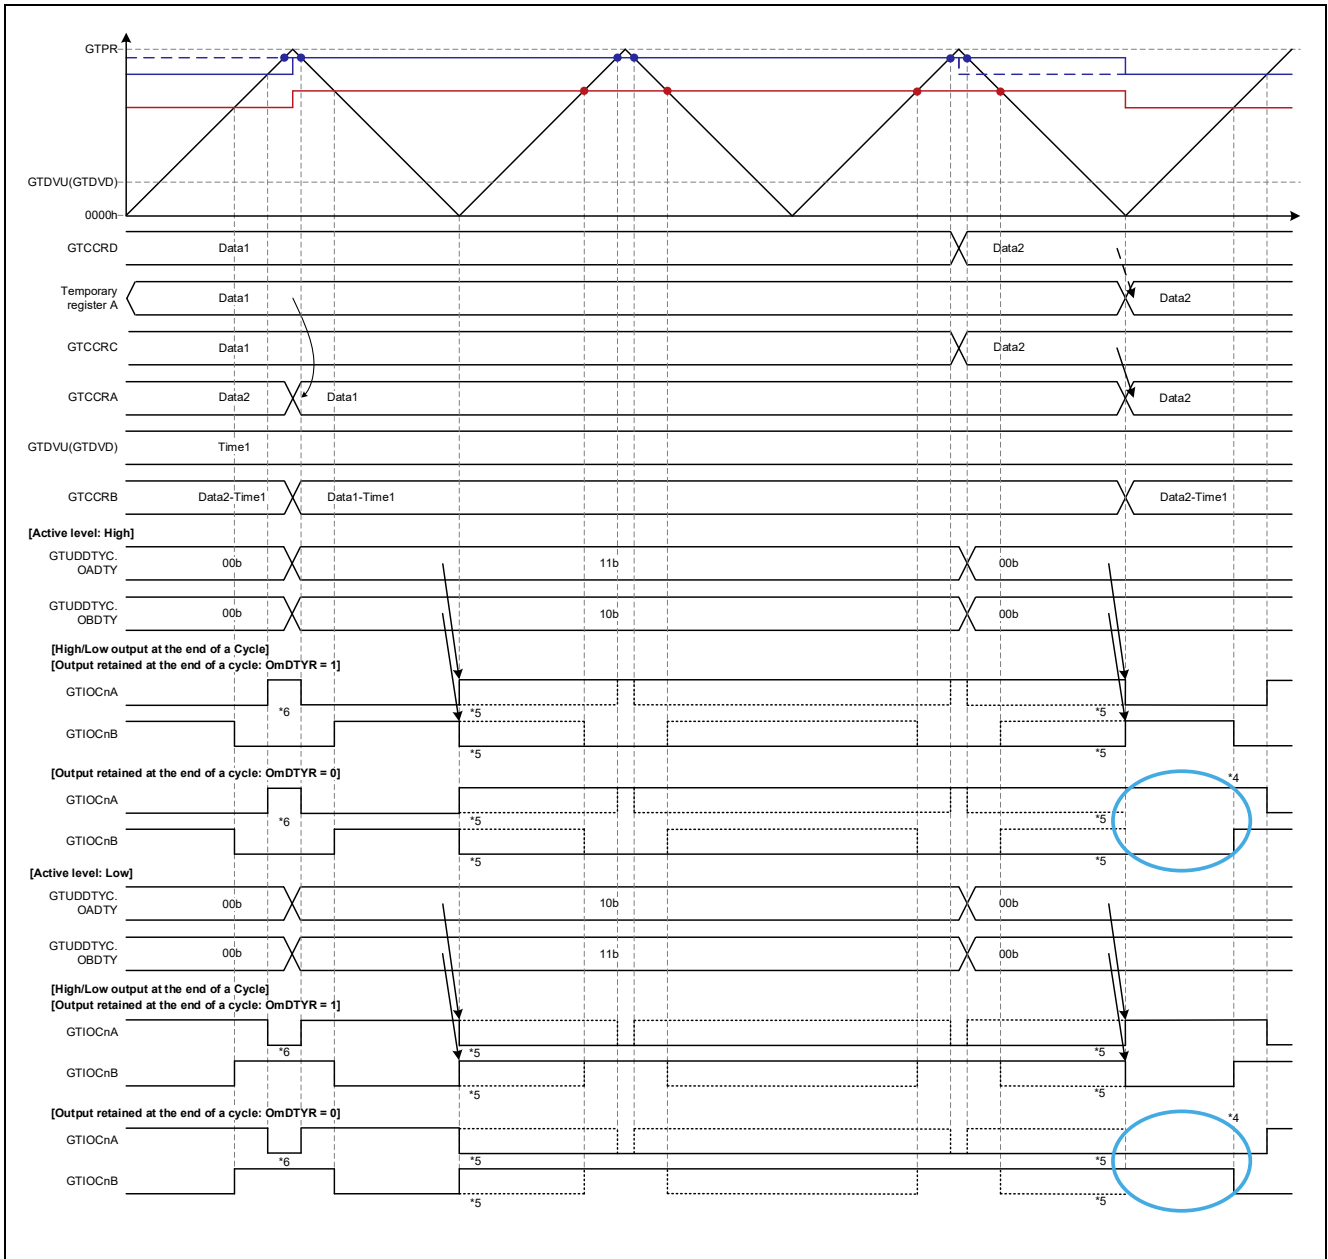 GTPR
GTDVU(GTDVD)
0000h
GTCCRD
Data1
Data2
Temporary
register A
Data1
Data2
GTCCRC
Data1
Data2
GTCCRA
Data2
Data1
Data2
GTDVU(GTDVD)
Time1
GTCCRB
Data2-Time1
Data1-Time1
Data2-Time1
[Active level: High]
GTUDDTYC.
OADTY
00b
11b
00b
GTUDDTYC.
OBDTY
00b
10b
00b
[High/Low output at the end of a Cycle]
[Output retained at the end of a cycle: OmDTYR = 1]
GTIOCnA
*6
*5
*5
GTIOCnB
*5
*5
[Output retained at the end of a cycle: OmDTYR = 0]
*4
GTIOCnA
*6
*5
*5
GTIOCnB
*5
*5
[Active level: Low]
GTUDDTYC.
OADTY
00b
10b
00b
GTUDDTYC.
OBDTY
00b
11b
00b
[High/Low output at the end of a Cycle]
[Output retained at the end of a cycle: OmDTYR = 1]
GTIOCnA
*6
*5
*5
GTIOCnB
*5
*5
[Output retained at the end of a cycle: OmDTYR = 0]
*4
GTIOCnA
*6
*5
*5
GTIOCnB
*5
*5